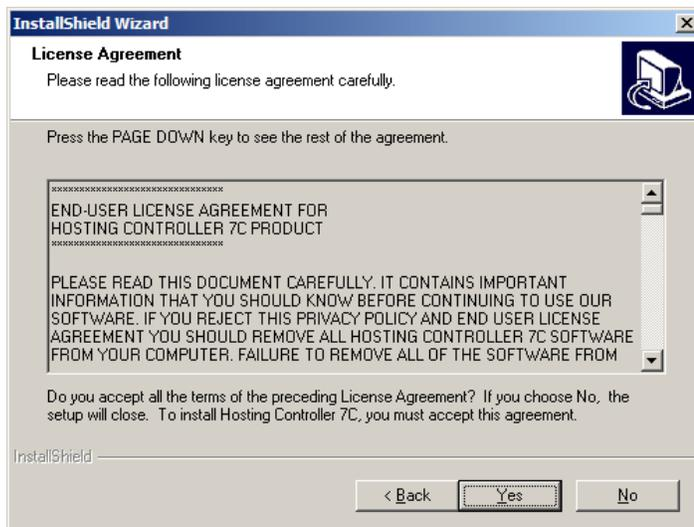 InstallShield Wizard
License Agreement
Please read the following license agreement carefully.
Press the PAGE DOWN key to see the rest of the agreement.
******************************
END-USER LICENSE AGREEMENT FOR
HOSTING CONTROLLER 7C PRODUCT
******************************
PLEASE READ THIS DOCUMENT CAREFULLY. IT CONTAINS IMPORTANT
INFORMATION THAT YOU SHOULD KNOW BEFORE CONTINUING TO USE OUR
SOFTWARE. IF YOU REJECT THIS PRIVACY POLICY AND END USER LICENSE
AGREEMENT YOU SHOULD REMOVE ALL HOSTING CONTROLLER 7C SOFTWARE
FROM YOUR COMPUTER. FAILURE TO REMOVE ALL OF THE SOFTWARE FROM
Do you accept all the terms of the preceding License Agreement? If you choose No, the
setup will close. To install Hosting Controller 7C, you must accept this agreement.
InstallShield
< Back
Yes
No